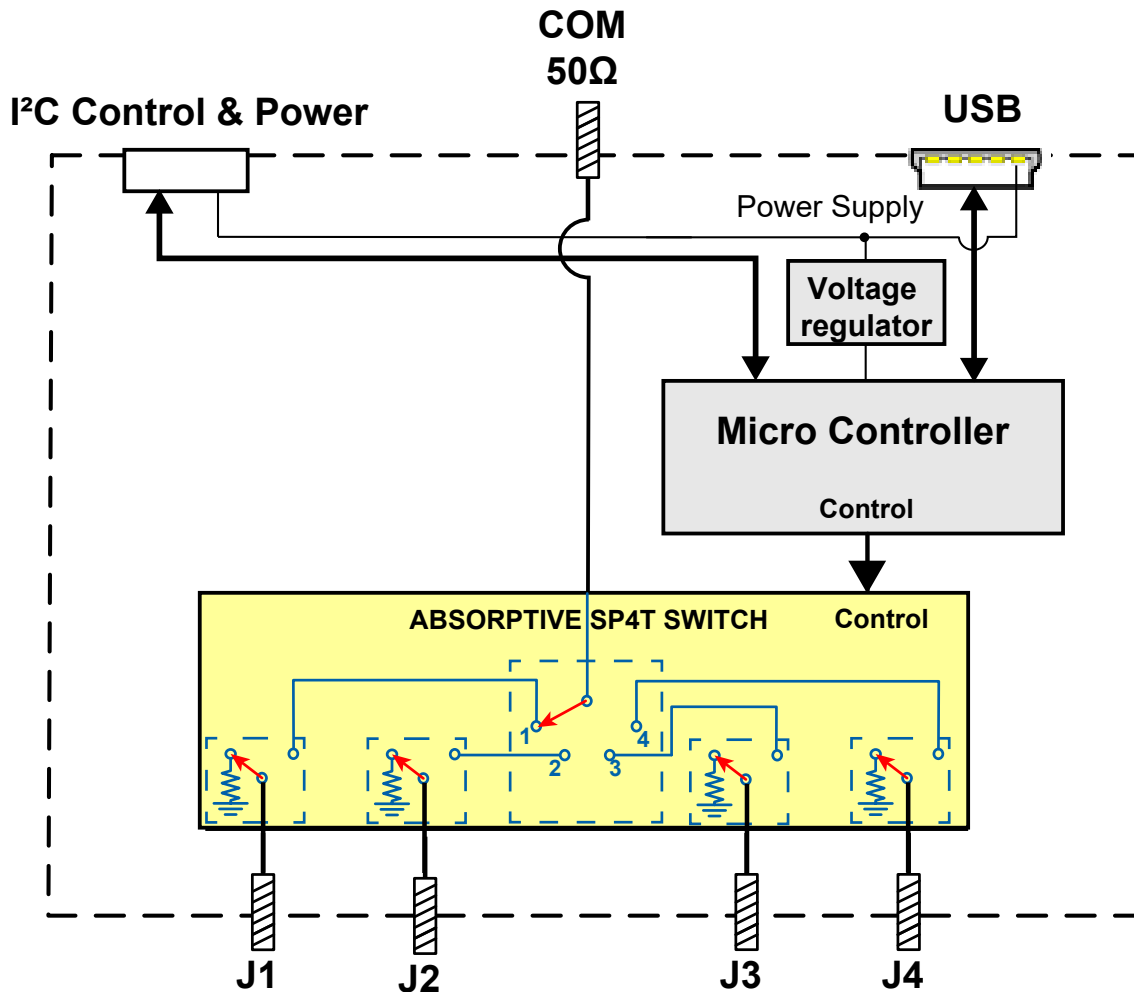 COM
50Ω
I²C Control & Power
USB
Power Supply
Voltage
regulator
Micro Controller
Control
ABSORPTIVE SP4T SWITCH
Control
1
4
2
3
J1
J2
J3
J4